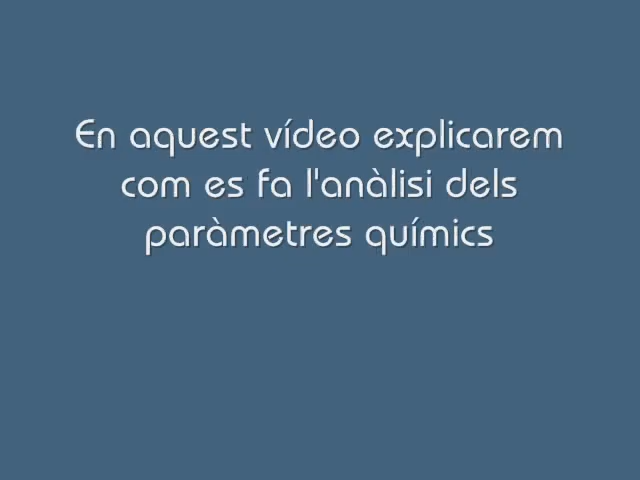 En aquest vídeo explicarem
com es fa l'anàlisi dels
paràmetres químics